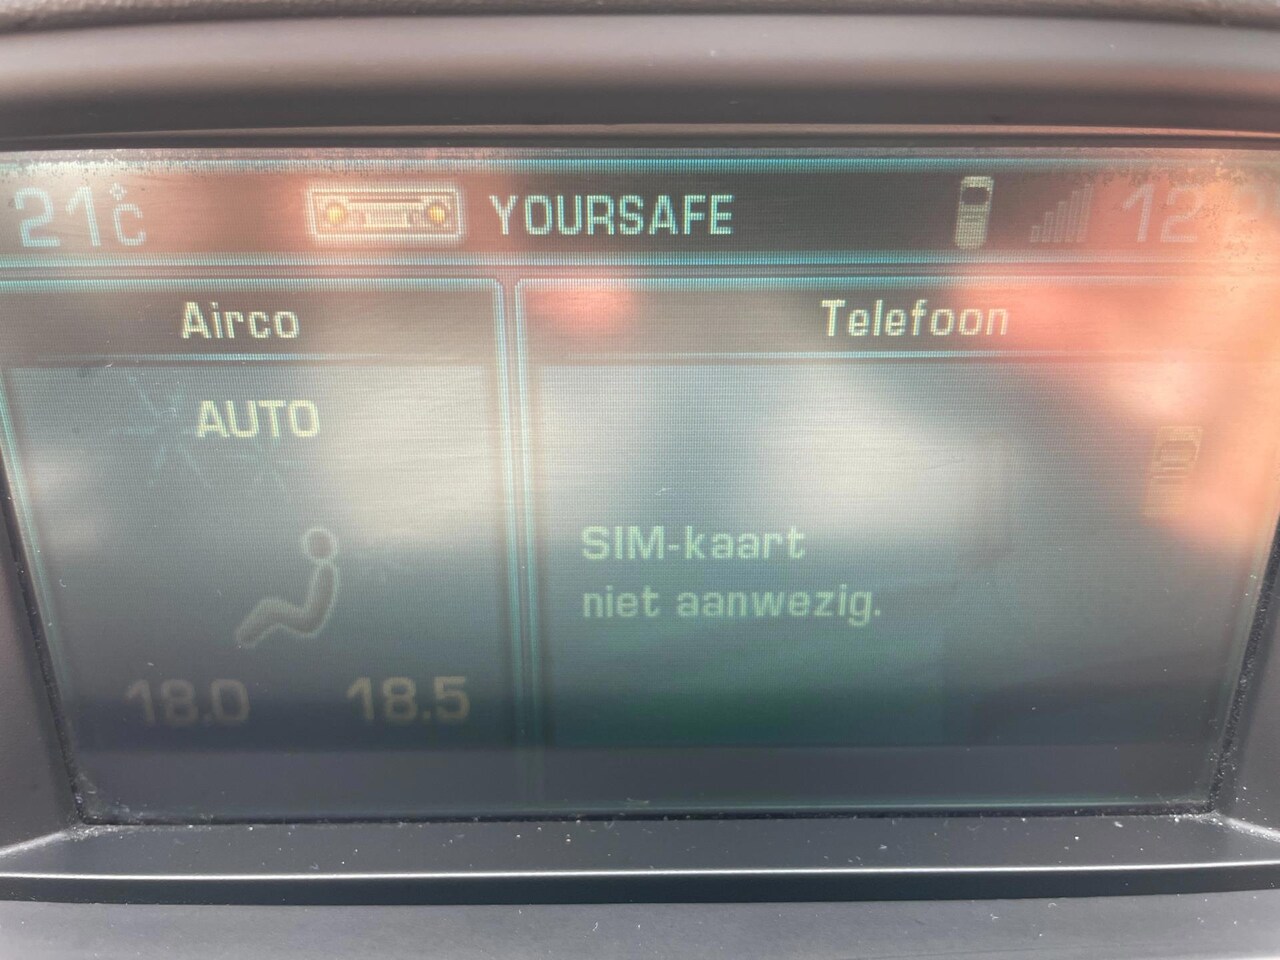 21°C YOURSAFE 12
Airco
Telefoon
AUTO
SIM-kaart
niet aanwezig.
18.0 18.5